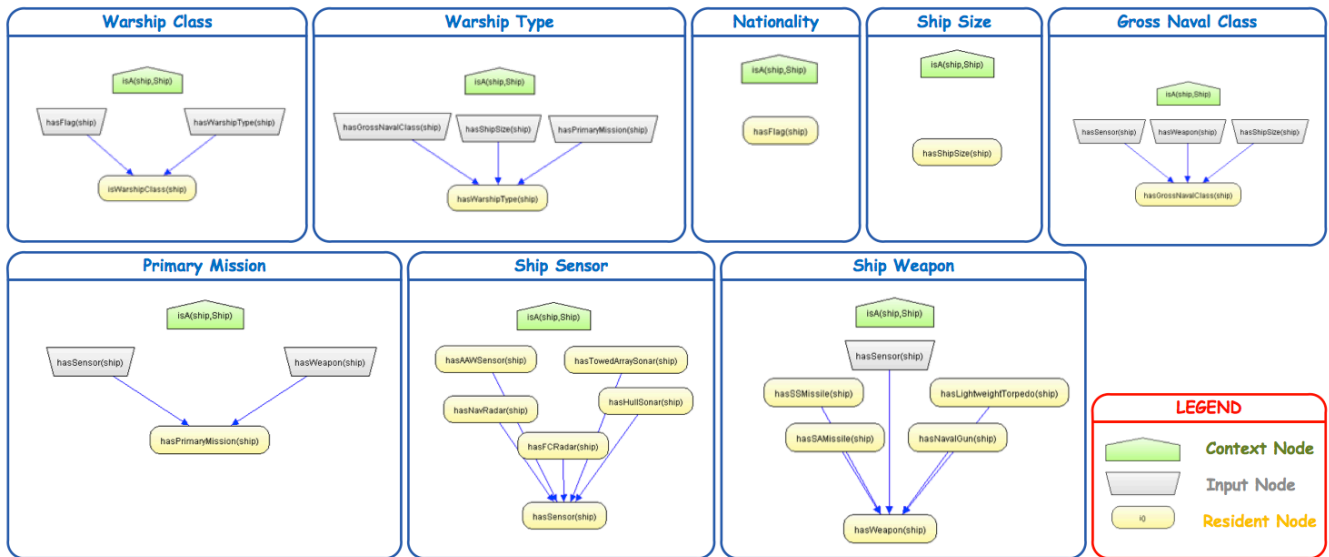 Warship Class
isA(ship,Ship)
hasFlag(ship)
hasWarshipType(ship)
isWarshipClass(ship)
Warship Type
isA(ship,Ship)
hasGrossNavalClass(ship)
hasShipSize(ship)
hasPrimaryMission(ship)
hasWarshipType(ship)
Nationality
isA(ship,Ship)
hasFlag(ship)
Ship Size
isA(ship,Ship)
hasShipSize(ship)
Gross Naval Class
isA(ship,Ship)
hasSensor(ship)
hasWeapon(ship)
hasShipSize(ship)
hasGrossNavalClass(ship)
Primary Mission
isA(ship,Ship)
hasSensor(ship)
hasWeapon(ship)
hasPrimaryMission(ship)
Ship Sensor
isA(ship,Ship)
hasAAWSensor(ship)
hasTowedArraySonar(ship)
hasNavRadar(ship)
hasHullSonar(ship)
hasFCRadar(ship)
hasSensor(ship)
Ship Weapon
isA(ship,Ship)
hasSensor(ship)
hasSSMissile(ship)
hasLightweightTorpedo(ship)
hasSAMissile(ship)
hasNavalGun(ship)
hasWeapon(ship)
LEGEND
Context Node
Input Node
Resident Node